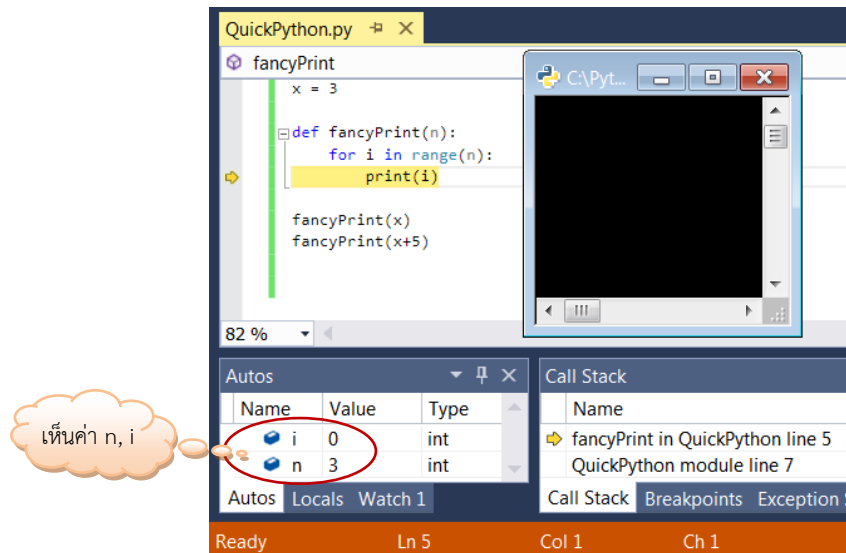 QuickPython.py
fancyPrint
C:\Pyt...
x = 3
def fancyPrint(n):
for i in range(n):
print(i)
fancyPrint(x)
fancyPrint(x+5)
82 %
Autos
Name Value Type
i 0 int
n 3 int
Autos Locals Watch 1
Call Stack
Name
fancyPrint in QuickPython line 5
QuickPython module line 7
Call Stack Breakpoints Exception S
เห็นค่า n, i
Ready Ln 5 Col 1 Ch 1